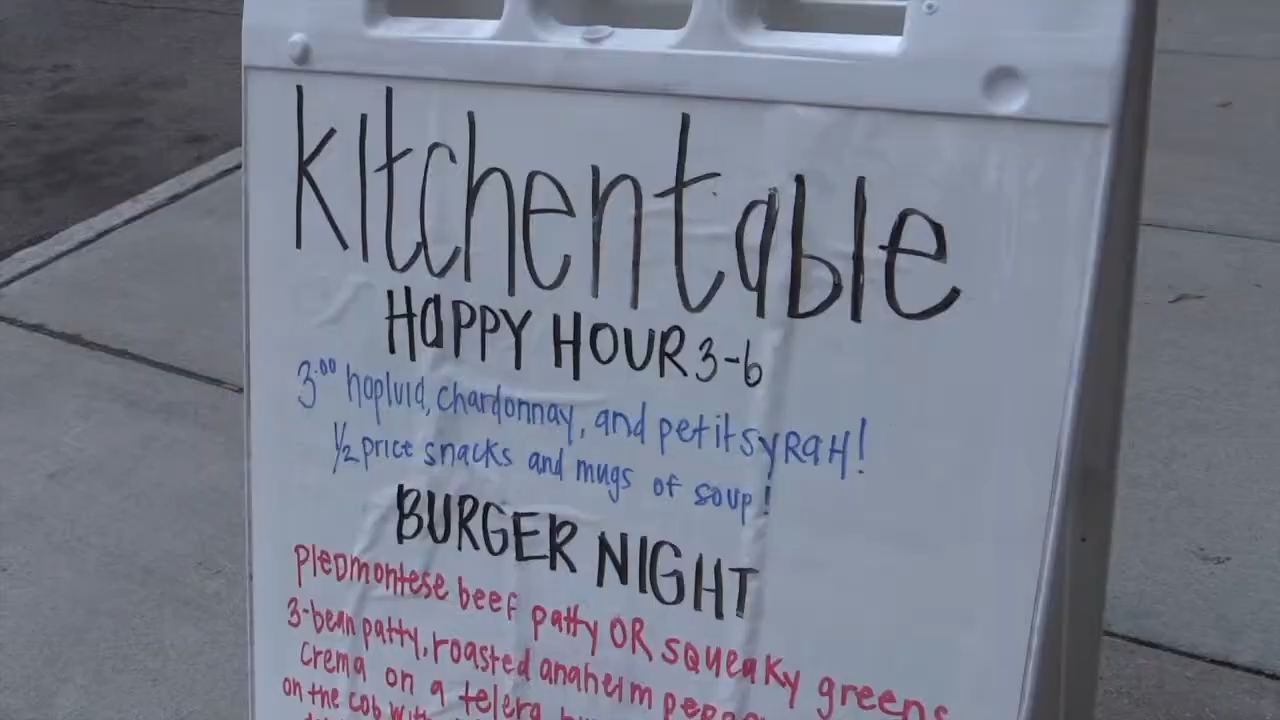 kitchentable
HAPPY HOUR 3-6
3.00 hopluia, chardonnay, and petit syRaH!
1/2 price snacks and mugs of soup!
BURGER NIGHT
PIEDmontese beef patty OR squeaky greens
3-bean patty, roasted anaheim
crema on a telera
on the cob with